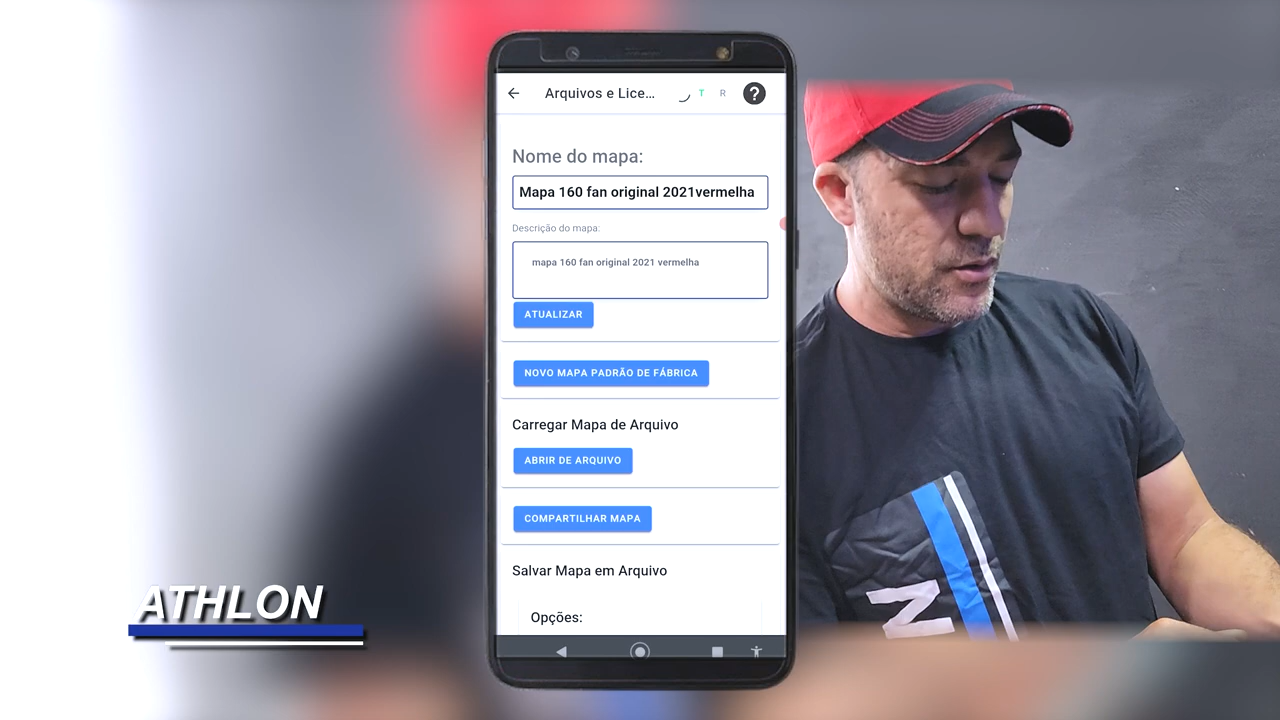 Arquivos e Lice...
T R
?
Nome do mapa:
Mapa 160 fan original 2021vermelha
Descrição do mapa:
mapa 160 fan original 2021 vermelha
ATUALIZAR
NOVO MAPA PADRÃO DE FÁBRICA
Carregar Mapa de Arquivo
ABRIR DE ARQUIVO
COMPARTILHAR MAPA
Salvar Mapa em Arquivo
Opções:
ATHLON
N